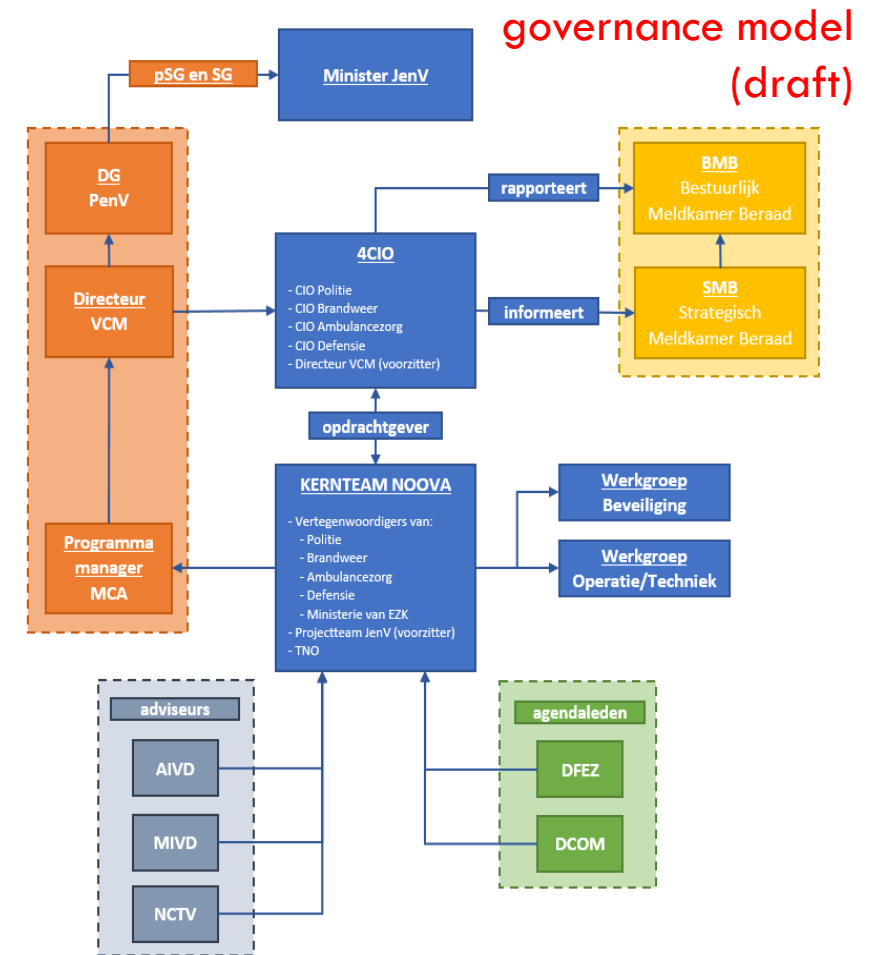 governance model
(draft)
pSG en SG
Minister JenV
DG
PenV
Directeur
VCM
Programma
manager
MCA
4CIO
- CIO Politie
- CIO Brandweer
- CIO Ambulancezorg
- CIO Defensie
- Directeur VCM (voorzitter)
rapporteert
informeert
BMB
Bestuurlijk
Meldkamer Beraad
SMB
Strategisch
Meldkamer Beraad
opdrachtgever
KERNTEAM NOOVA
- Vertegenwoordigers van:
- Politie
- Brandweer
- Ambulancezorg
- Defensie
- Ministerie van EZK
- Projectteam JenV (voorzitter)
- TNO
Werkgroep
Beveiliging
Werkgroep
Operatie/Techniek
adviseurs
AIVD
MIVD
NCTV
agendaleden
DFEZ
DCOM